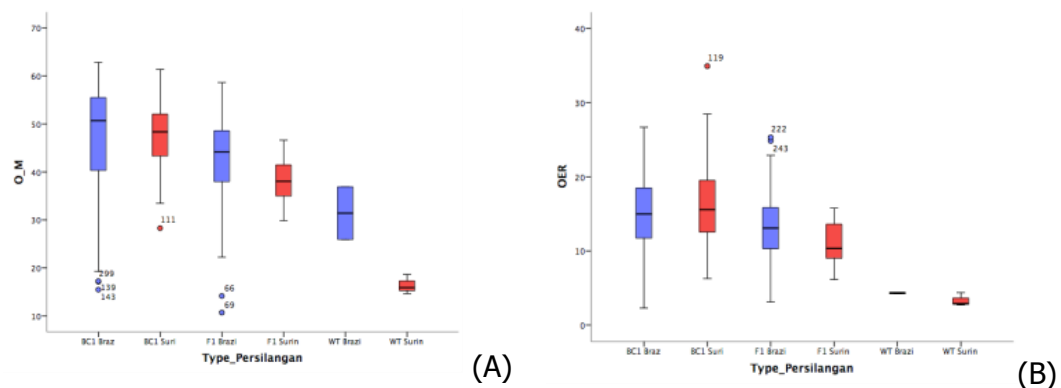 70
60
50
40
30
20
10
O_M
299
139
143
111
66
69
BC1 Braz BC1 Suri F1 Brazi F1 Surin WT Brazi WT Surin
Type_Persilangan
(A)
40
30
20
10
0
OER
119
222
243
BC1 Braz BC1 Suri F1 Brazi F1 Surin WT Brazi WT Surin
Type_Persilangan
(B)